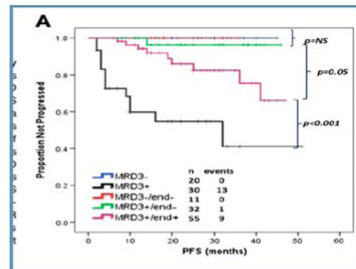 A
1.0
0.8
0.6
0.4
0.2
0.0
Proportion Not Progressed
p=NS
p=0.05
p<0.001
n events
MRD3- 20 0
MRD3+ 30 13
MRD3-/end- 11 0
MRD3+/end- 32 1
MRD3+/end+ 55 9
0 10 20 30 40 50 60
PFS (months)